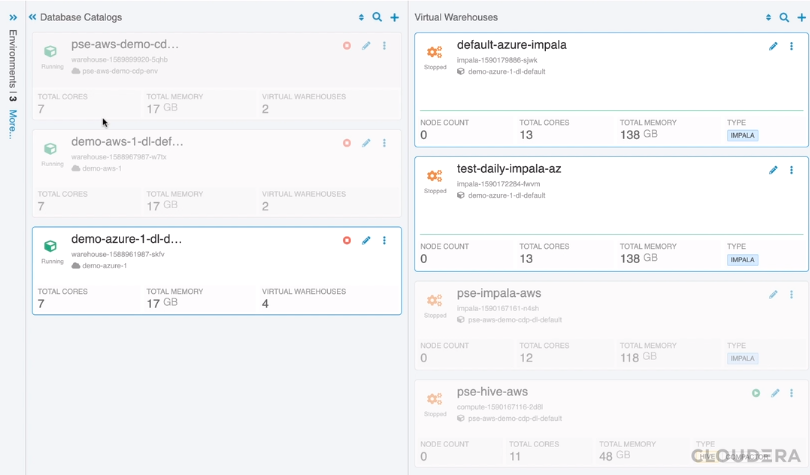 Environments | 3 More...
Database Catalogs
pse-aws-demo-cd...
warehouse-1589899929-5qhb
pse-aws-demo-cdp-env
Running
TOTAL CORES TOTAL MEMORY VIRTUAL WAREHOUSES
7 17 GB 2
demo-aws-1-dl-def...
warehouse-1588967987-w7tx
demo-aws-1
Running
TOTAL CORES TOTAL MEMORY VIRTUAL WAREHOUSES
7 17 GB 2
demo-azure-1-dl-d...
warehouse-1588961987-skfv
demo-azure-1
Running
TOTAL CORES TOTAL MEMORY VIRTUAL WAREHOUSES
7 17 GB 4
Virtual Warehouses
default-azure-impala
impala-1590179886-sjwk
demo-azure-1-dl-default
Stopped
NODE COUNT TOTAL CORES TOTAL MEMORY TYPE
0 13 138 GB IMPALA
test-daily-impala-az
impala-1590172264-fwvm
demo-azure-1-dl-default
Stopped
NODE COUNT TOTAL CORES TOTAL MEMORY TYPE
0 13 138 GB IMPALA
pse-impala-aws
impala-1590167161-n4sh
pse-aws-demo-cdp-dl-default
Stopped
NODE COUNT TOTAL CORES TOTAL MEMORY TYPE
0 12 118 GB IMPALA
pse-hive-aws
compute-1590167116-2d8l
pse-aws-demo-cdp-dl-default
Stopped
NODE COUNT TOTAL CORES TOTAL MEMORY TYPE
0 11 48 GB HIVE COMPACTOR
CLOUDERA